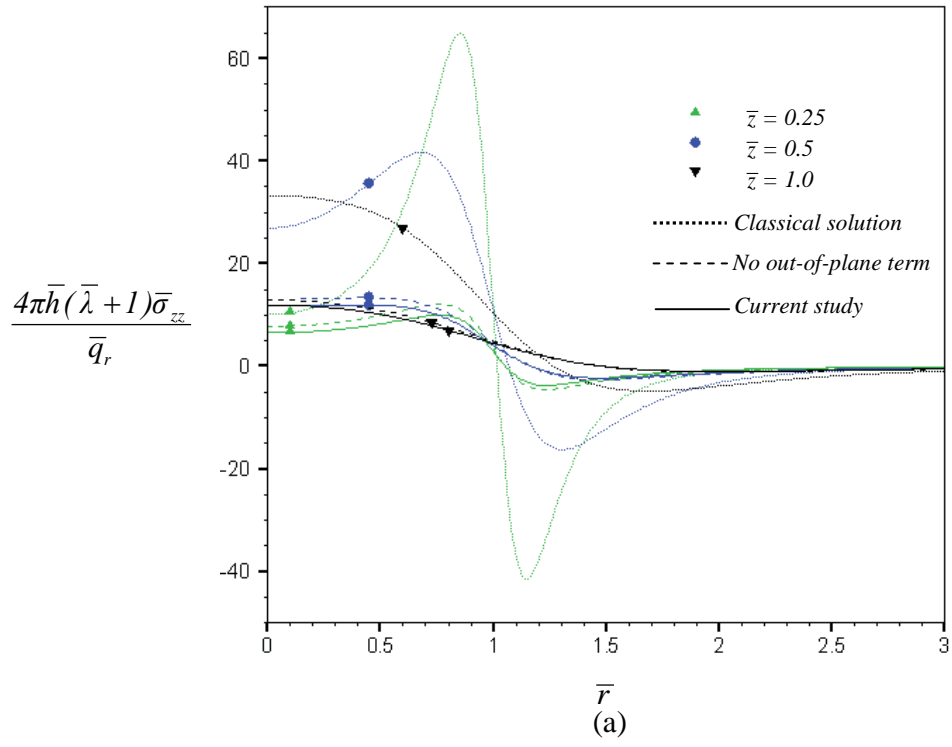 60
40
20
0
-20
-40
0
0.5
1
1.5
2
2.5
3
z̅ = 0.25
z̅ = 0.5
z̅ = 1.0
Classical solution
No out-of-plane term
Current study
4πh̅(λ̅+1)σ̅zz
q̅r
r̅
(a)